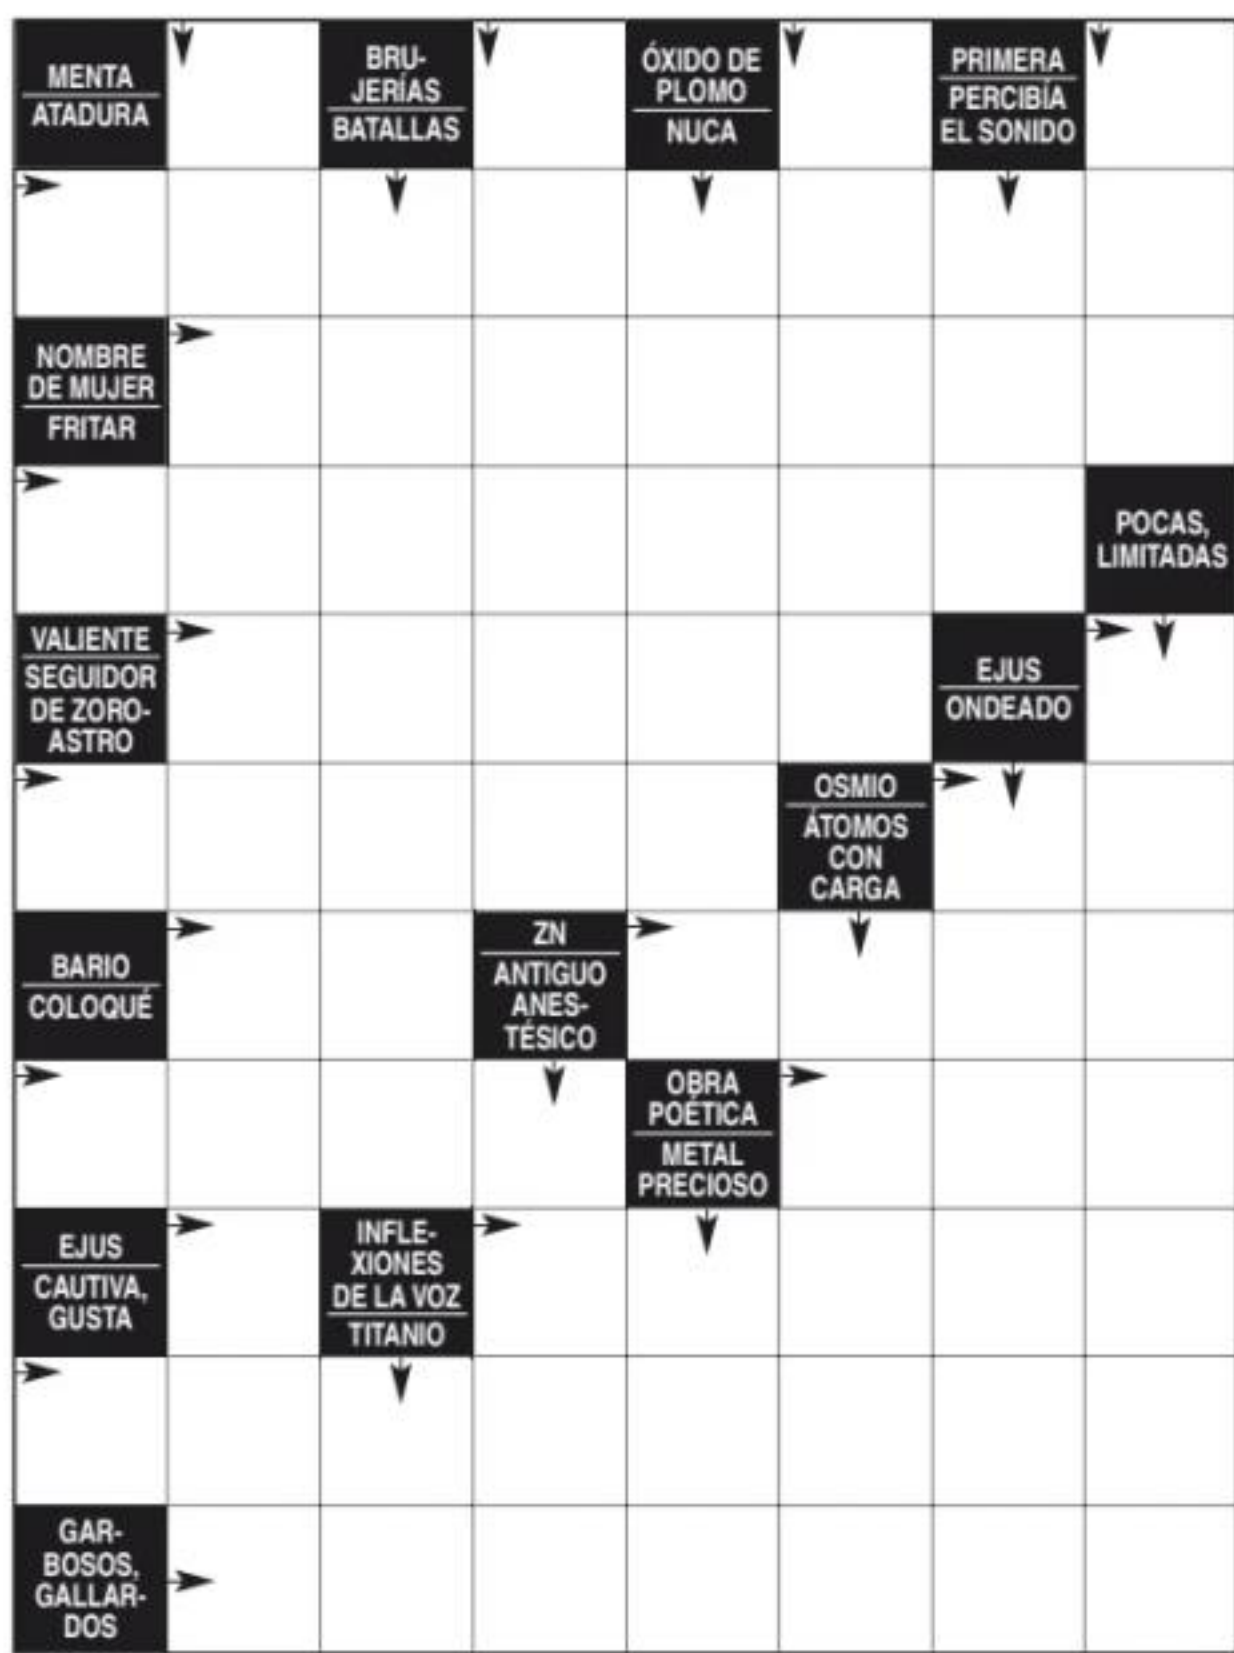 MENTA
ATADURA
BRU-
JERÍAS
BATALLAS
ÓXIDO DE
PLOMO
NUCA
PRIMERA
PERCIBÍA
EL SONIDO
NOMBRE
DE MUJER
FRITAR
POCAS,
LIMITADAS
VALIENTE
SEGUIDOR
DE ZORO-
ASTRO
EJUS
ONDEADO
OSMIO
ÁTOMOS
CON
CARGA
BARIO
COLOQUÉ
ZN
ANTIGUO
ANES-
TÉSICO
OBRA
POÉTICA
METAL
PRECIOSO
EJUS
CAUTIVA,
GUSTA
INFLE-
XIONES
DE LA VOZ
TITANIO
GAR-
BOSOS,
GALLAR-
DOS